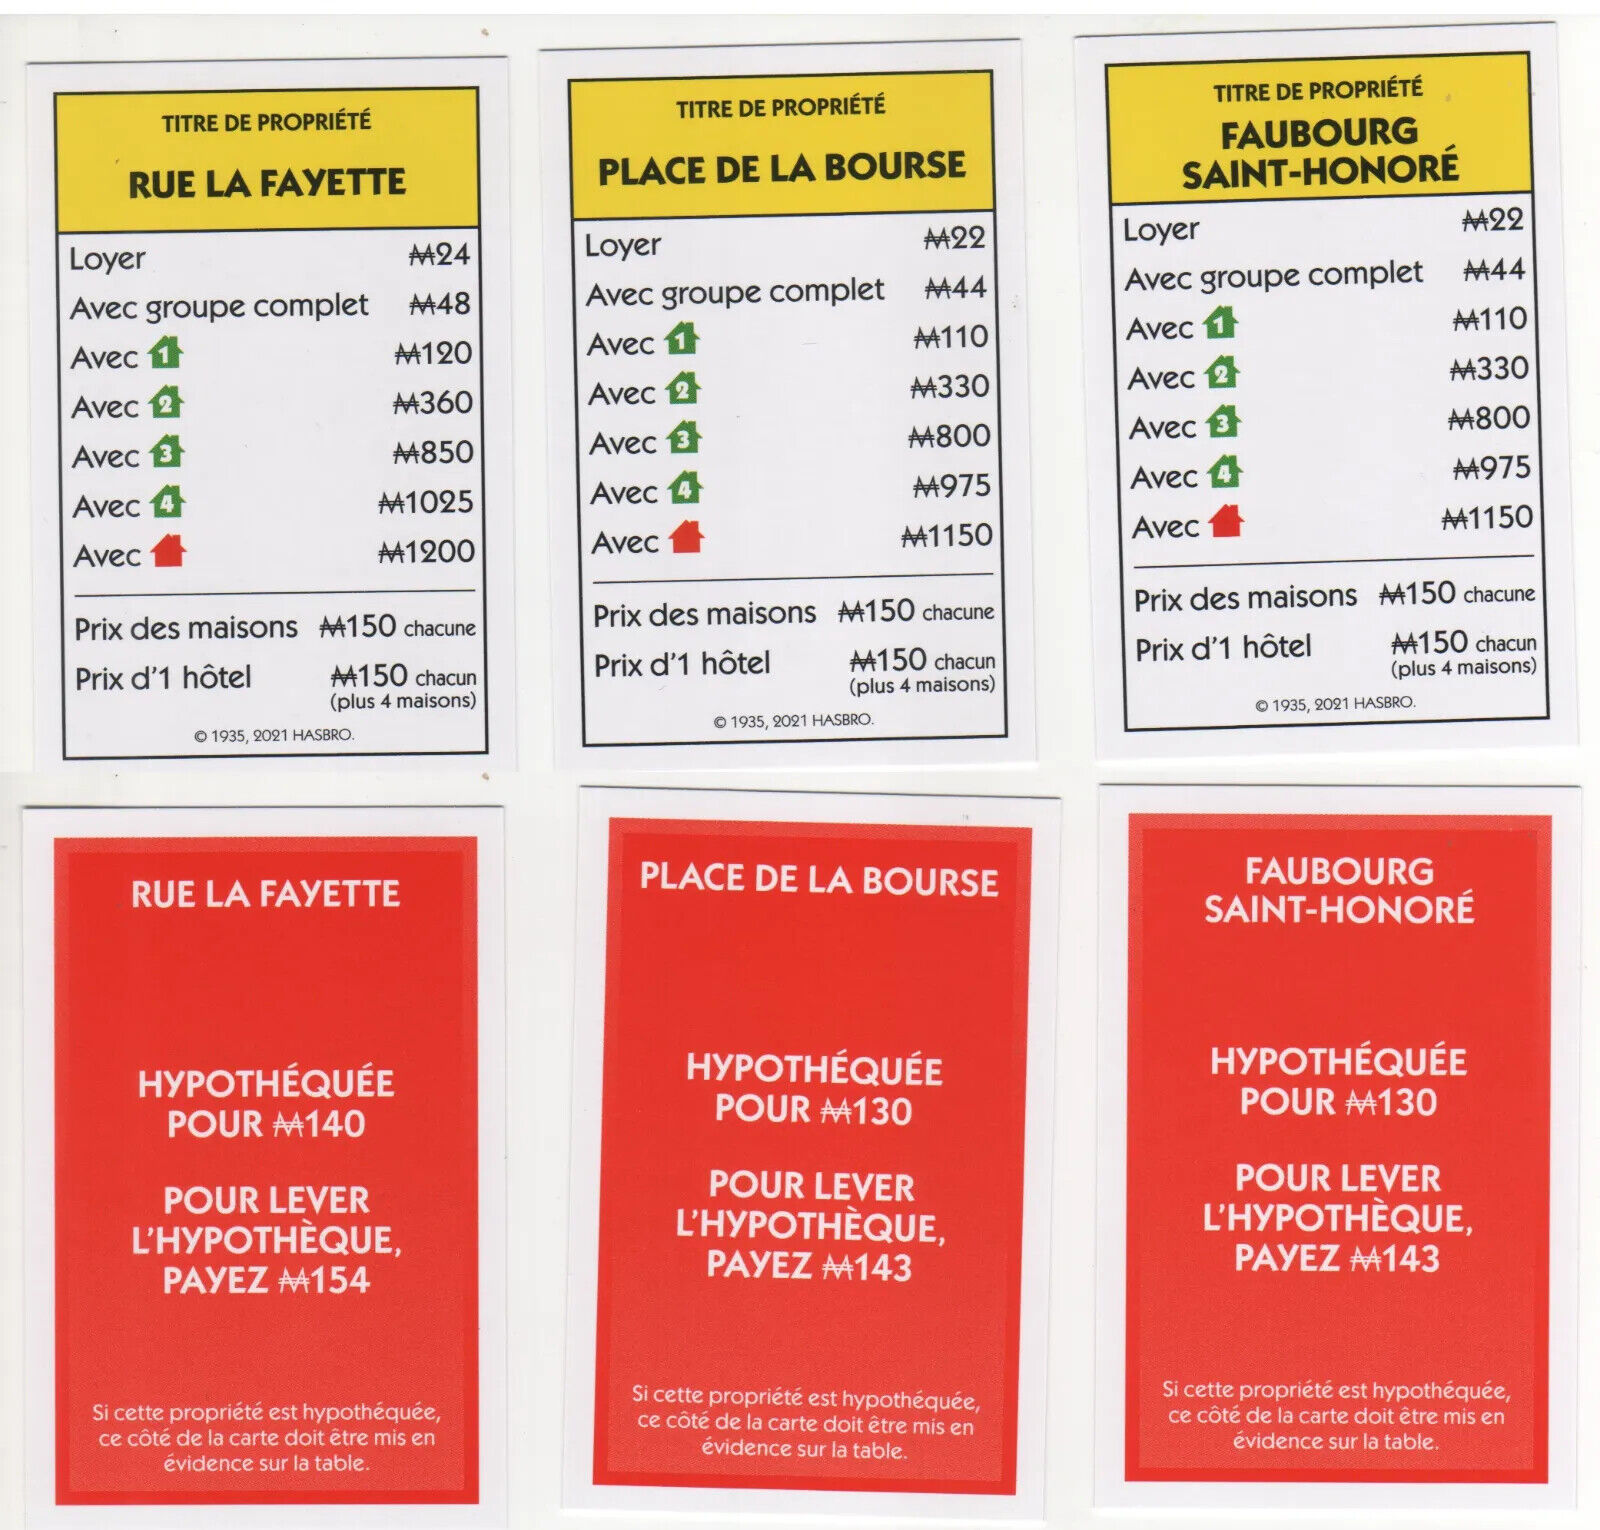 TITRE DE PROPRIÉTÉ
RUE LA FAYETTE
Loyer ₩24
Avec groupe complet ₩48
Avec 1 ₩120
Avec 2 ₩360
Avec 3 ₩850
Avec 4 ₩1025
Avec ₩1200
Prix des maisons ₩150 chacune
Prix d'1 hôtel ₩150 chacun
(plus 4 maisons)
© 1935, 2021 HASBRO.
TITRE DE PROPRIÉTÉ
PLACE DE LA BOURSE
Loyer ₩22
Avec groupe complet ₩44
Avec 1 ₩110
Avec 2 ₩330
Avec 3 ₩800
Avec 4 ₩975
Avec ₩1150
Prix des maisons ₩150 chacune
Prix d'1 hôtel ₩150 chacun
(plus 4 maisons)
© 1935, 2021 HASBRO.
TITRE DE PROPRIÉTÉ
FAUBOURG
SAINT-HONORÉ
Loyer ₩22
Avec groupe complet ₩44
Avec 1 ₩110
Avec 2 ₩330
Avec 3 ₩800
Avec 4 ₩975
Avec ₩1150
Prix des maisons ₩150 chacune
Prix d'1 hôtel ₩150 chacun
(plus 4 maisons)
© 1935, 2021 HASBRO.
RUE LA FAYETTE
HYPOTHÉQUÉE
POUR ₩140
POUR LEVER
L'HYPOTHÈQUE,
PAYEZ ₩154
Si cette propriété est hypothéquée,
ce côté de la carte doit être mis en
évidence sur la table.
PLACE DE LA BOURSE
HYPOTHÉQUÉE
POUR ₩130
POUR LEVER
L'HYPOTHÈQUE,
PAYEZ ₩143
Si cette propriété est hypothéquée,
ce côté de la carte doit être mis en
évidence sur la table.
FAUBOURG
SAINT-HONORÉ
HYPOTHÉQUÉE
POUR ₩130
POUR LEVER
L'HYPOTHÈQUE,
PAYEZ ₩143
Si cette propriété est hypothéquée,
ce côté de la carte doit être mis en
évidence sur la table.